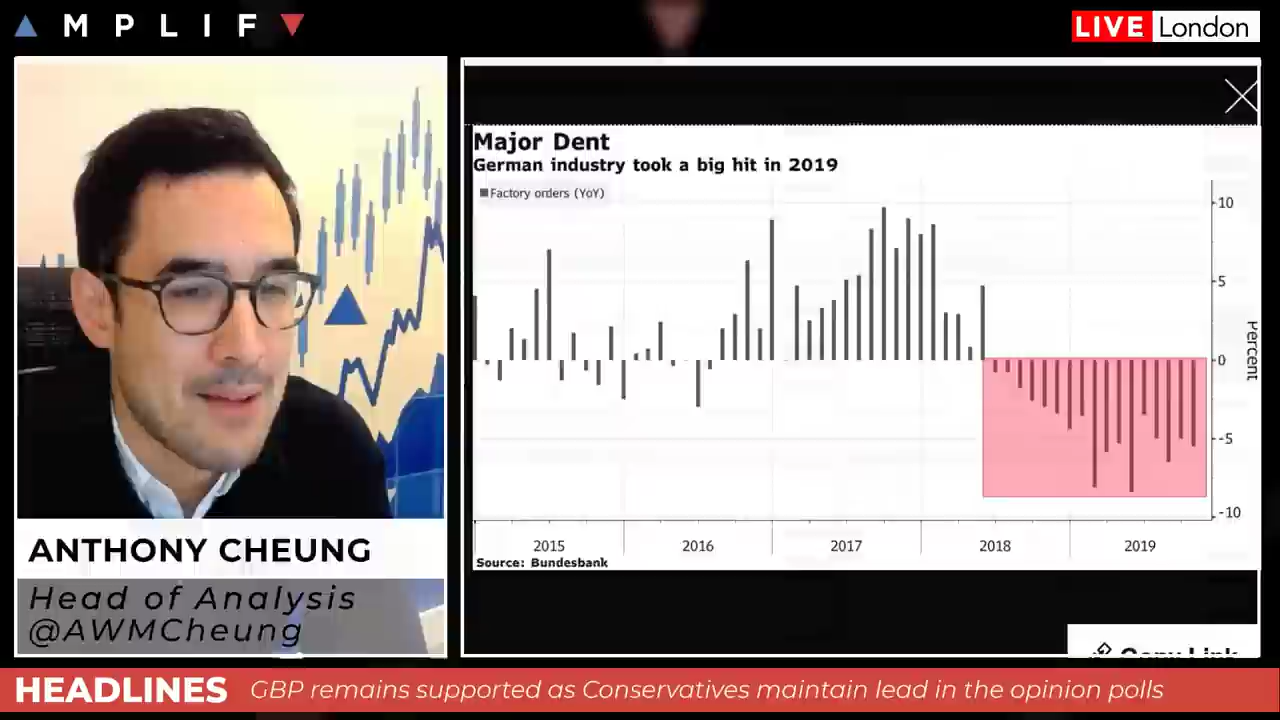 ▲ M P L I F ▼
LIVE London
Major Dent
German industry took a big hit in 2019
Factory orders (YoY)
10
5
0
-5
-10
Percent
2015 2016 2017 2018 2019
Source: Bundesbank
Copy Link
ANTHONY CHEUNG
Head of Analysis
@AWMCheung
HEADLINES GBP remains supported as Conservatives maintain lead in the opinion polls